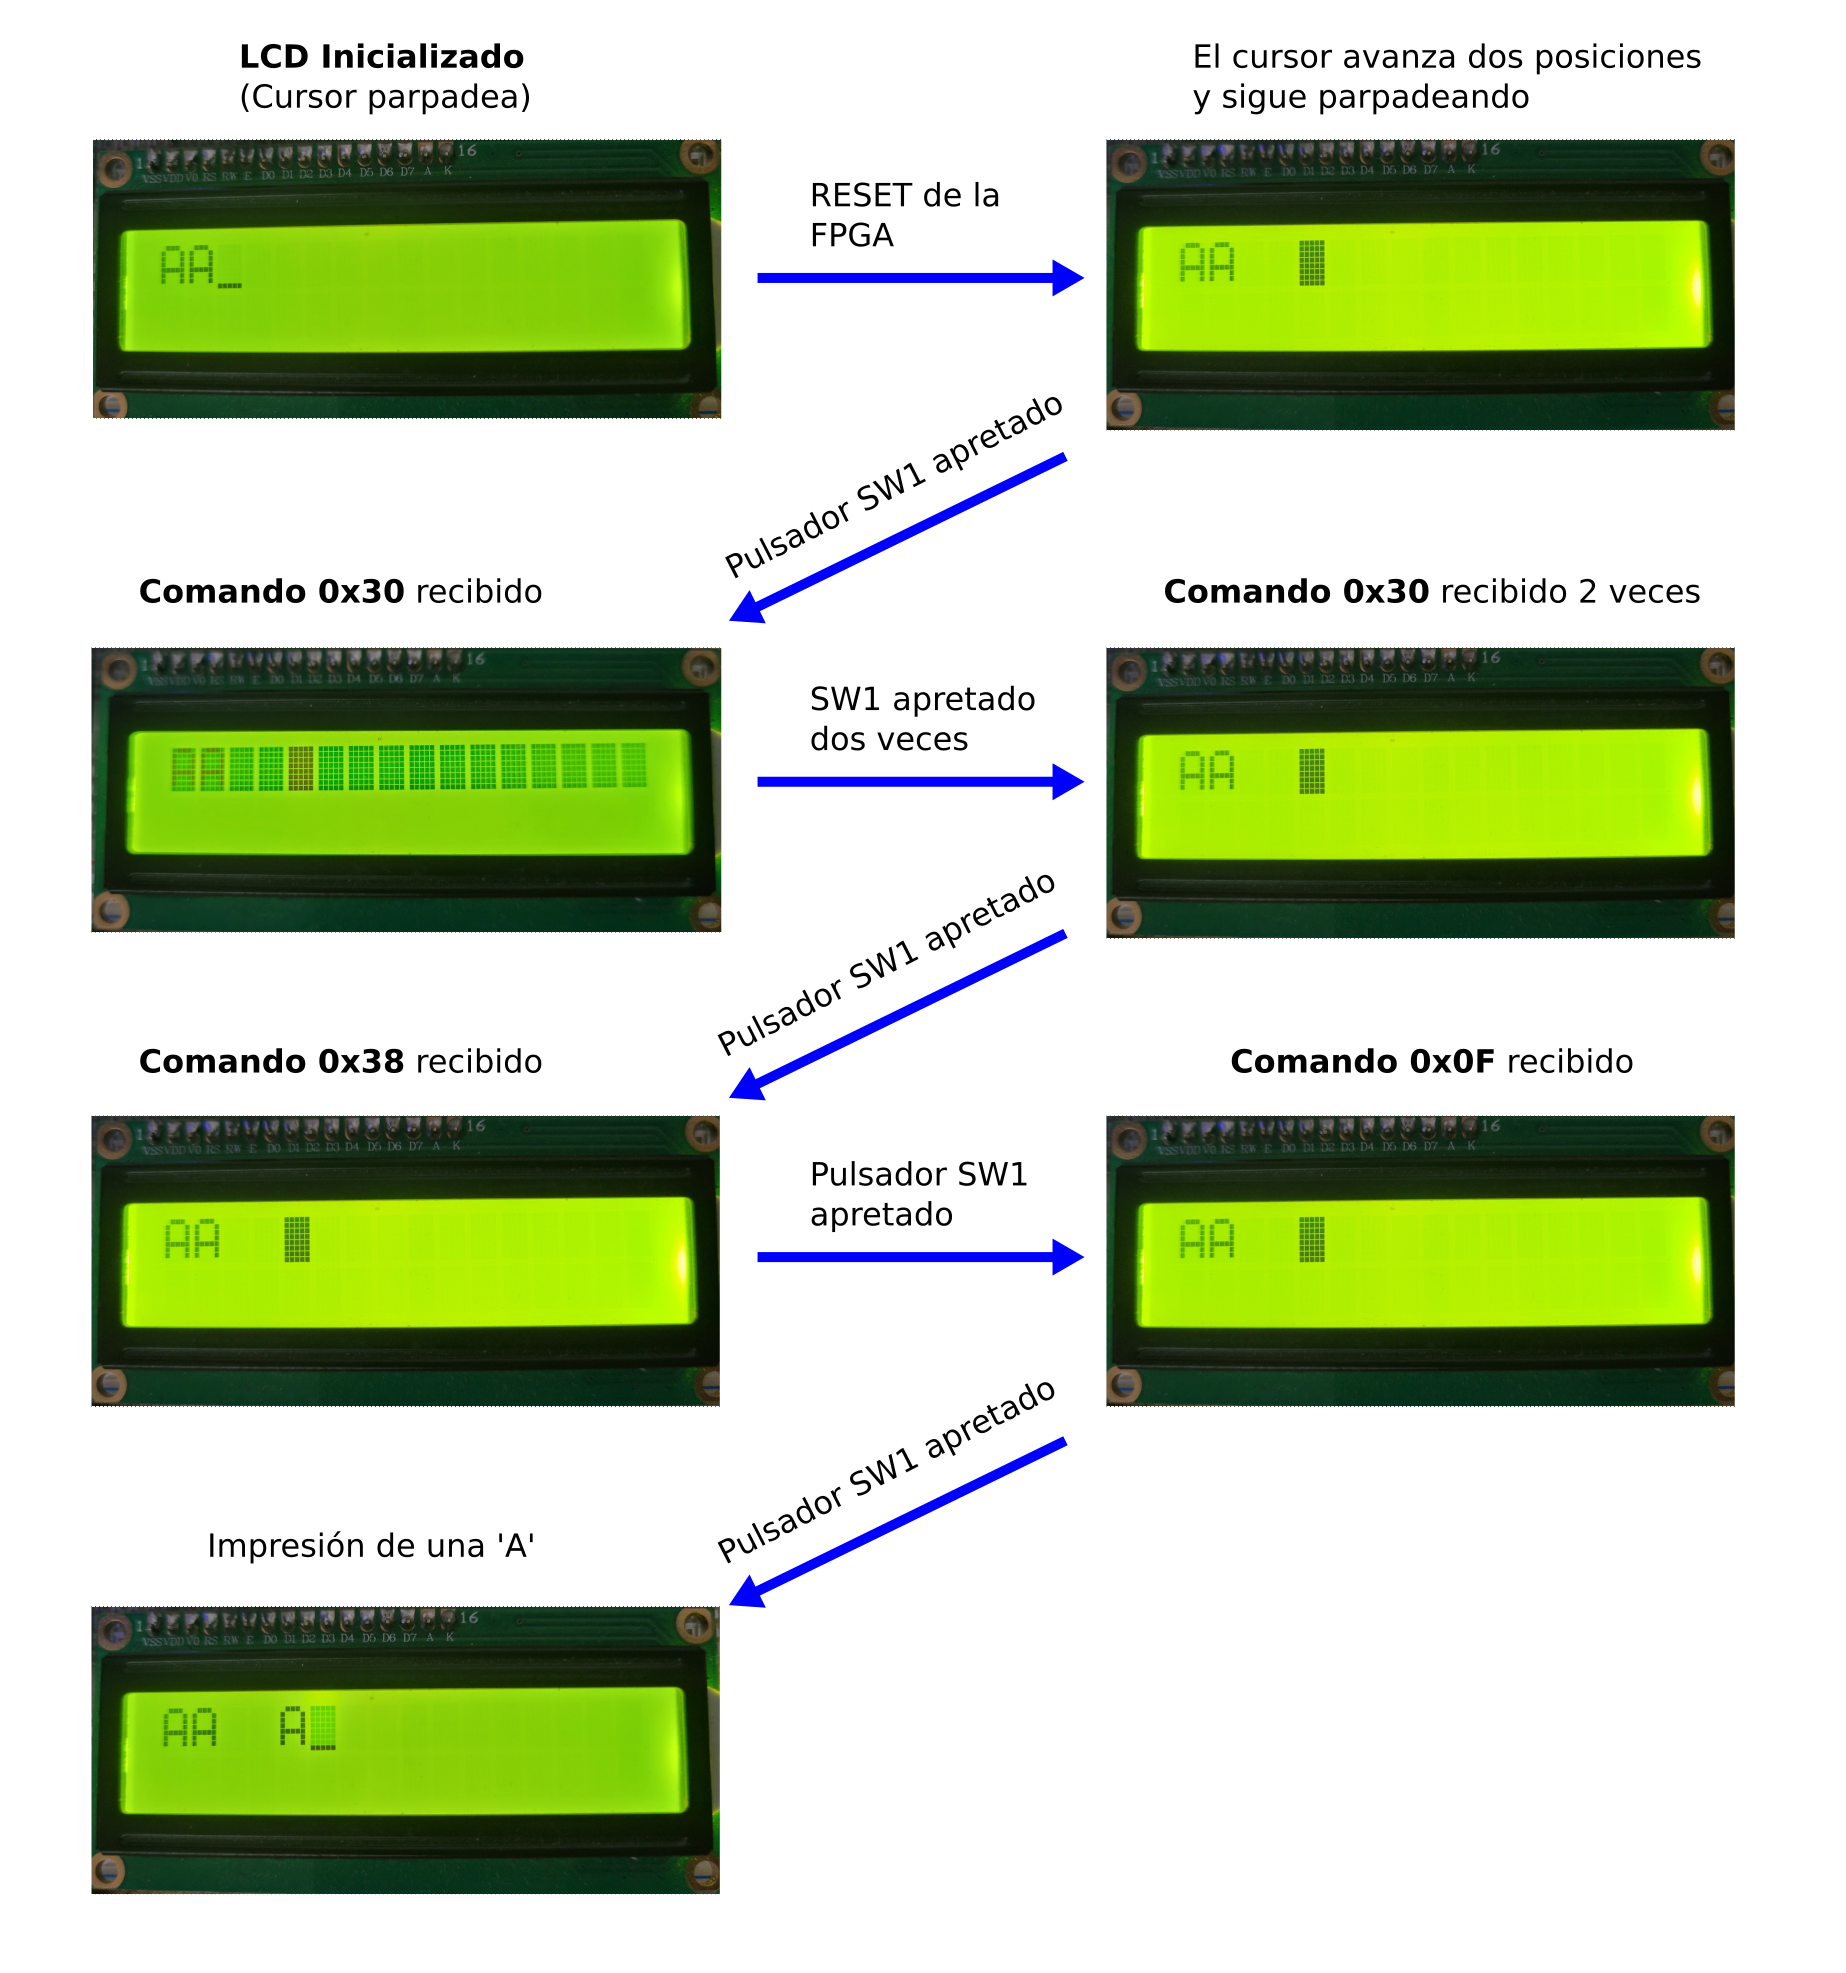 LCD Inicializado
(Cursor parpadea)
El cursor avanza dos posiciones
y sigue parpadeando
1 16
VSS VDD V0 RS RW E D0 D1 D2 D3 D4 D5 D6 D7 A K
AA_
RESET de la
FPGA
1 16
VSS VDD V0 RS RW E D0 D1 D2 D3 D4 D5 D6 D7 A K
AA
Pulsador SW1 apretado
Comando 0x30 recibido
Comando 0x30 recibido 2 veces
1 16
VSS VDD V0 RS RW E D0 D1 D2 D3 D4 D5 D6 D7 A K
AA
SW1 apretado
dos veces
1 16
VSS VDD V0 RS RW E D0 D1 D2 D3 D4 D5 D6 D7 A K
AA
Pulsador SW1 apretado
Comando 0x38 recibido
Comando 0x0F recibido
1 16
VSS VDD V0 RS RW E D0 D1 D2 D3 D4 D5 D6 D7 A K
AA
Pulsador SW1
apretado
1 16
VSS VDD V0 RS RW E D0 D1 D2 D3 D4 D5 D6 D7 A K
AA
Pulsador SW1 apretado
Impresión de una 'A'
1 16
VSS VDD V0 RS RW E D0 D1 D2 D3 D4 D5 D6 D7 A K
AA A_